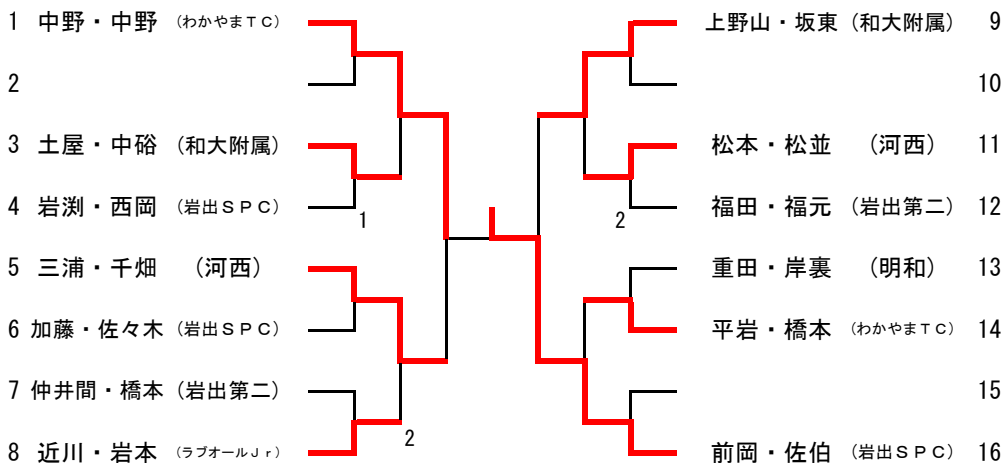 1 中野・中野 (わかやまTC)
2
3 土屋・中硲 (和大附属)
4 岩渕・西岡 (岩出SPC)
1
5 三浦・千畑 (河西)
6 加藤・佐々木 (岩出SPC)
7 仲井間・橋本 (岩出第二)
2
8 近川・岩本 (ラブオールJr)
上野山・坂東 (和大附属) 9
10
松本・松並 (河西) 11
2
福田・福元 (岩出第二) 12
重田・岸裏 (明和) 13
平岩・橋本 (わかやまTC) 14
15
前岡・佐伯 (岩出SPC) 16